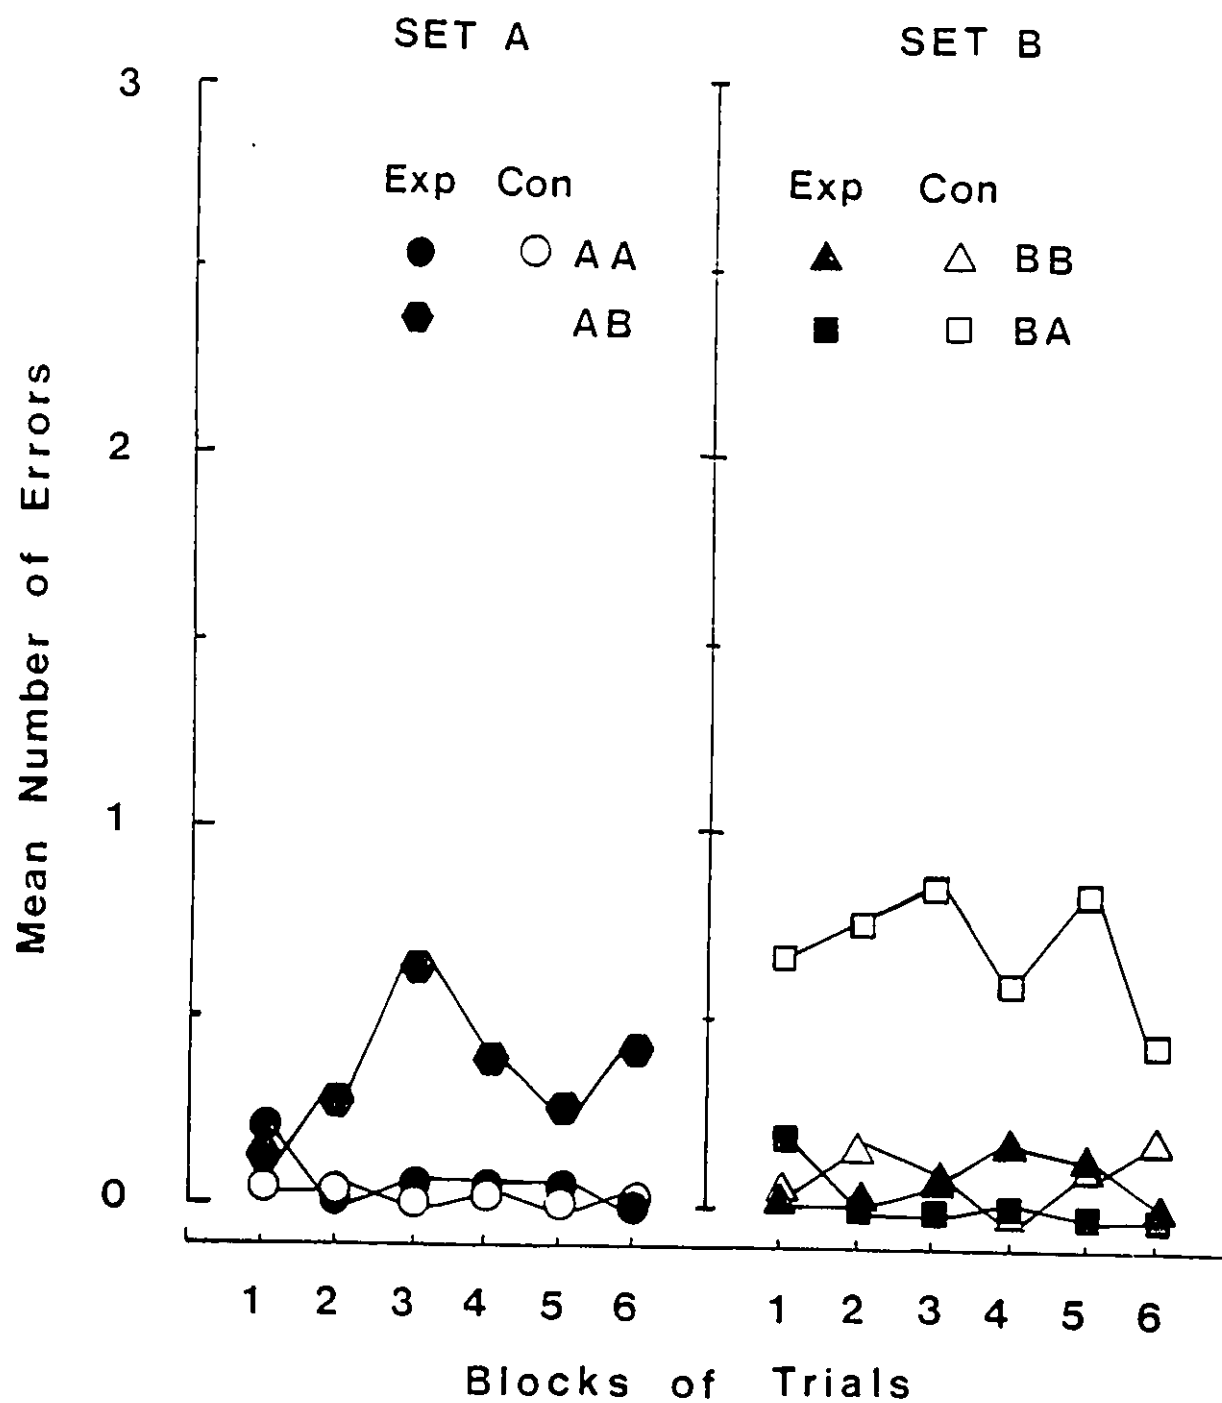 SET A
SET B
3
Exp Con
AA
AB
Exp Con
BB
BA
2
1
0
Mean Number of Errors
1 2 3 4 5 6
1 2 3 4 5 6
Blocks of Trials